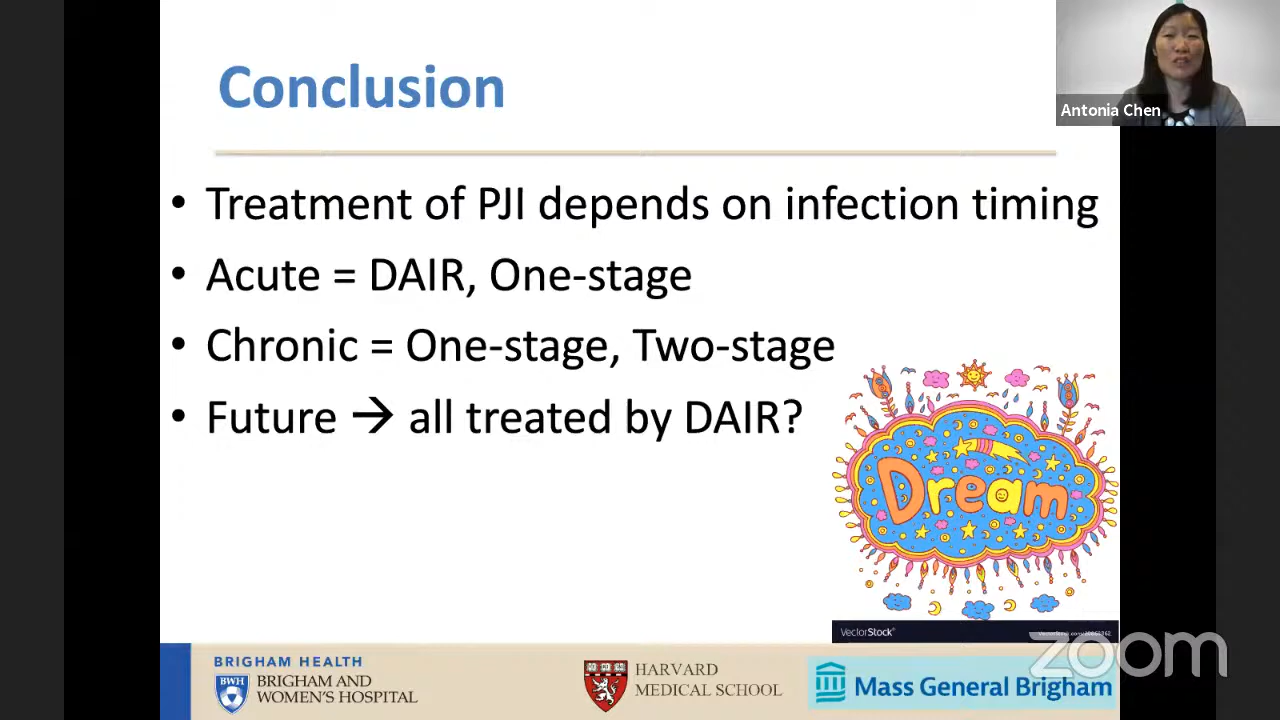 Conclusion
Antonia Chen
• Treatment of PJI depends on infection timing
• Acute = DAIR, One-stage
• Chronic = One-stage, Two-stage
• Future → all treated by DAIR?
Dream
VectorStock®
zoom
BRIGHAM HEALTH
BWH
BRIGHAM AND
WOMEN'S HOSPITAL
HARVARD
MEDICAL SCHOOL
Mass General Brigham